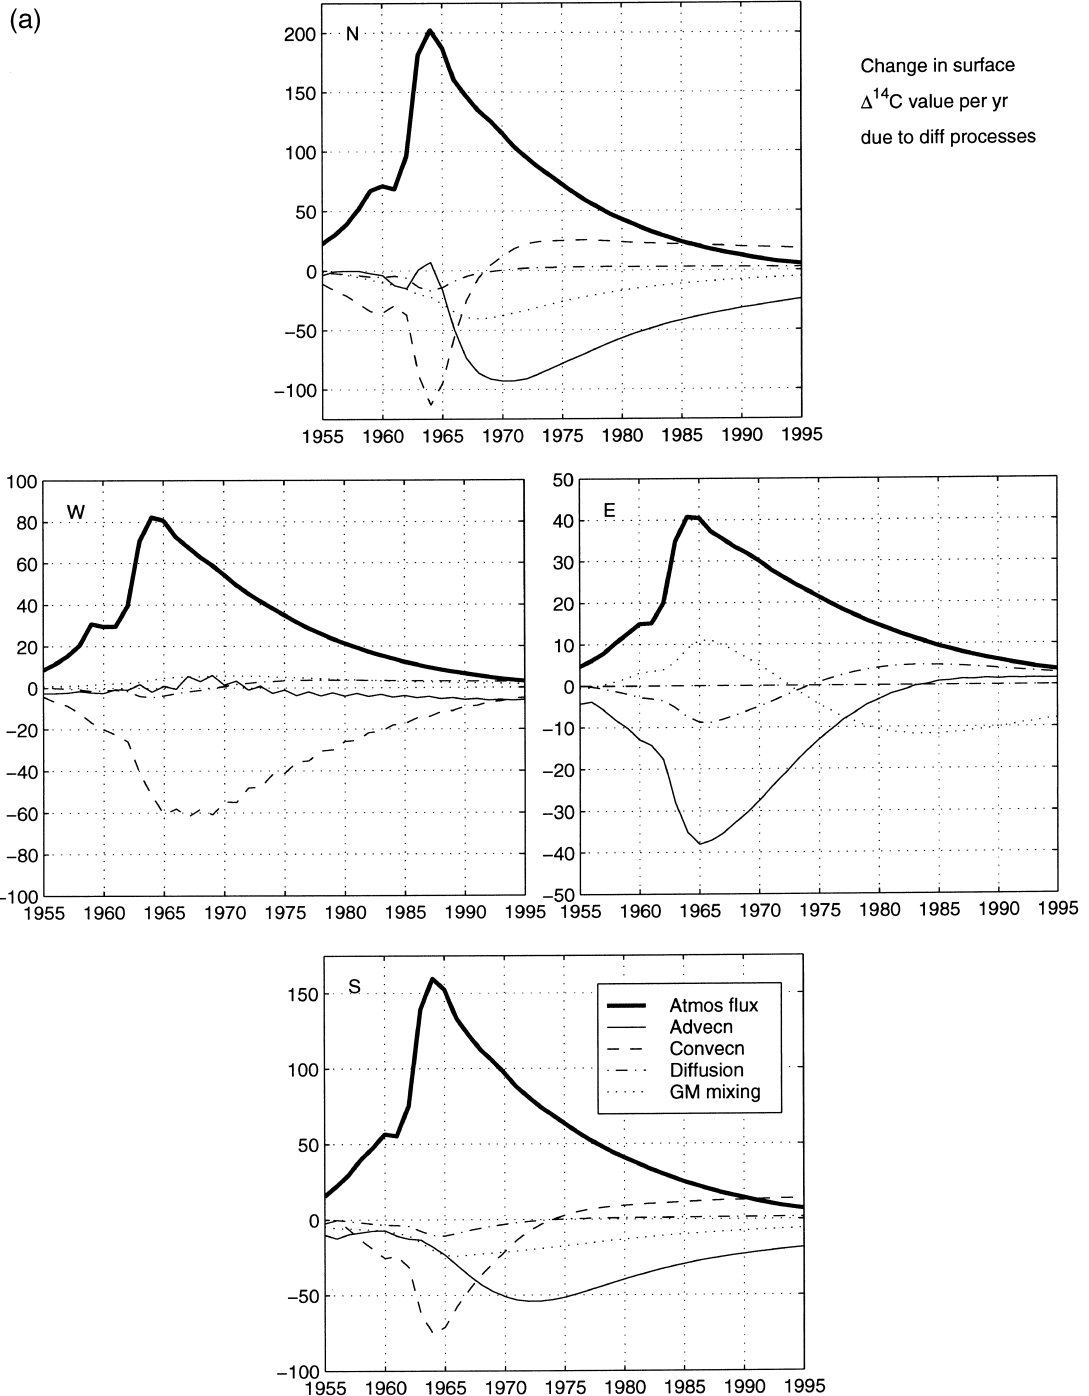 (a)
N
200
150
100
50
0
−50
−100
1955 1960 1965 1970 1975 1980 1985 1990 1995
Change in surface
Δ¹⁴C value per yr
due to diff processes
W
100
80
60
40
20
0
−20
−40
−60
−80
−100
1955 1960 1965 1970 1975 1980 1985 1990 1995
E
50
40
30
20
10
0
−10
−20
−30
−40
−50
1955 1960 1965 1970 1975 1980 1985 1990 1995
S
150
100
50
0
−50
−100
1955 1960 1965 1970 1975 1980 1985 1990 1995
Atmos flux
Advecn
Convecn
Diffusion
GM mixing